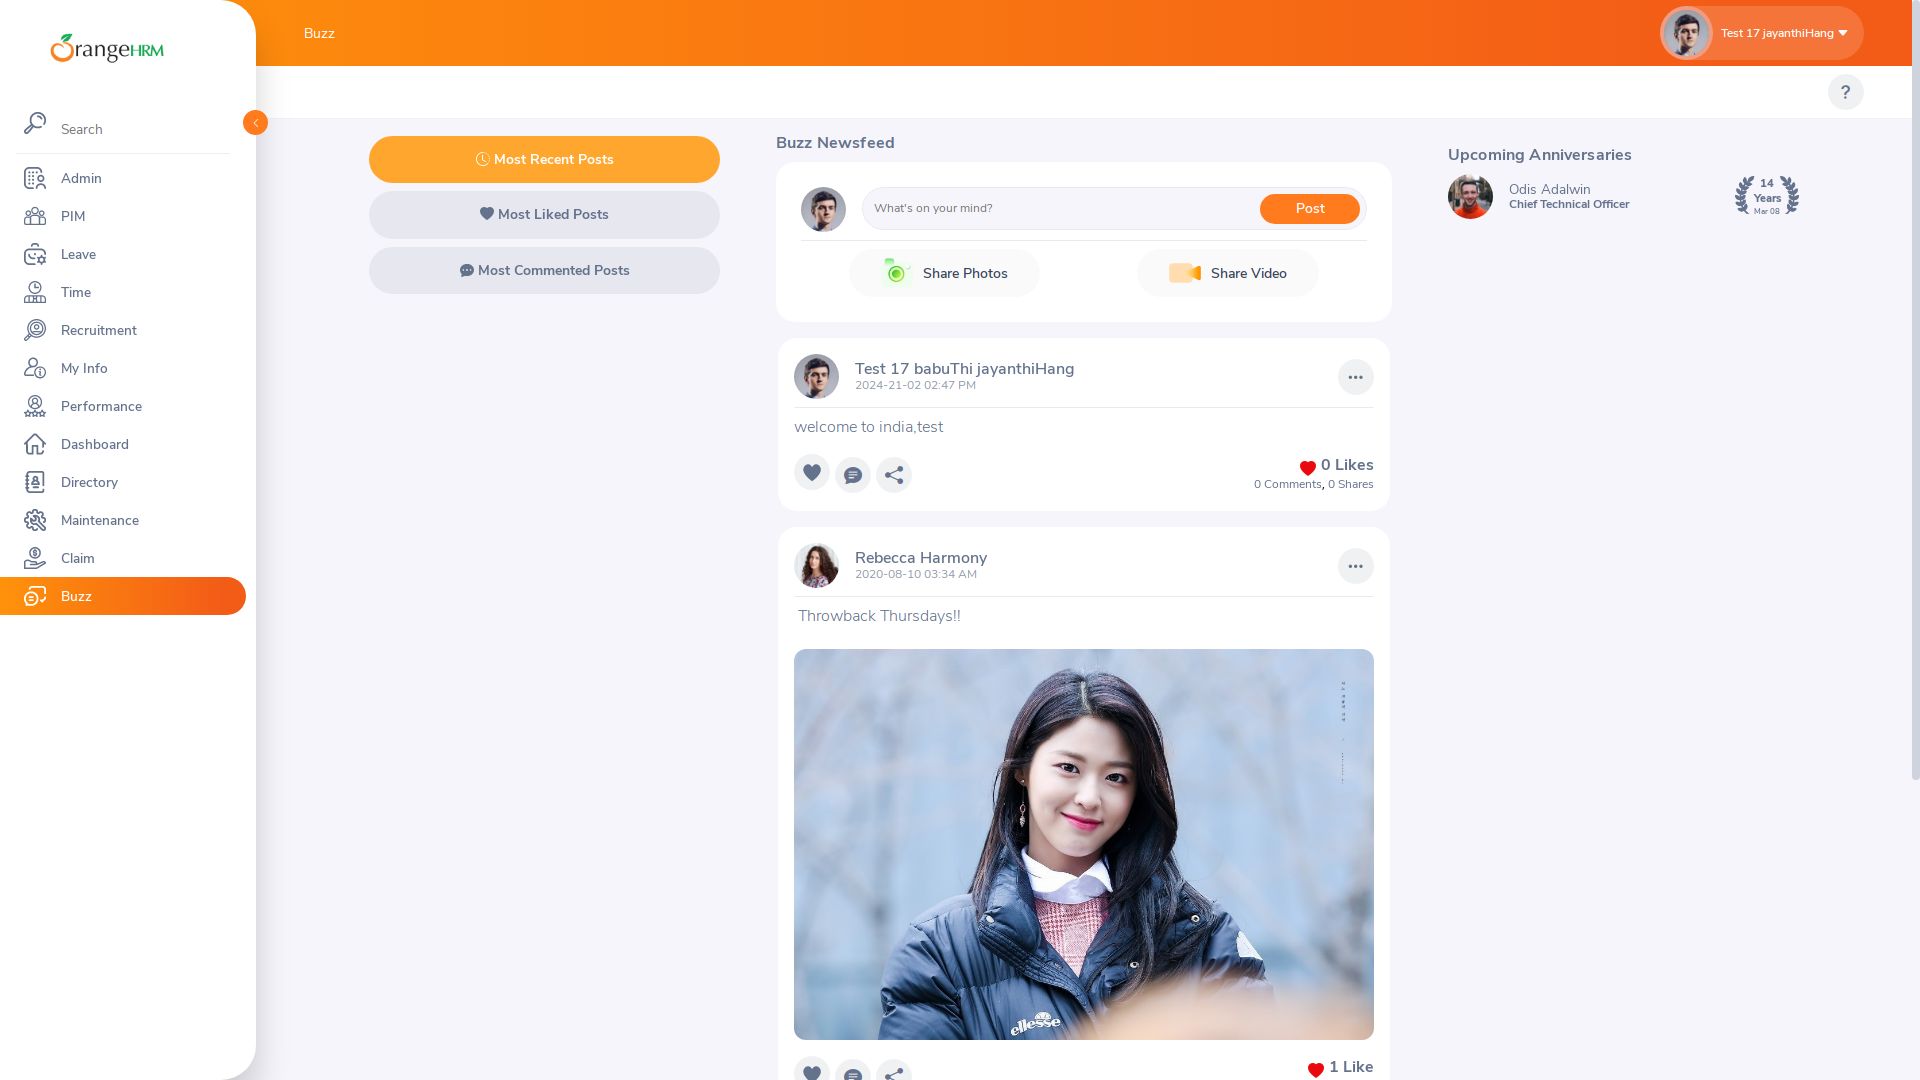 OrangeHRM
Search
Admin
PIM
Leave
Time
Recruitment
My Info
Performance
Dashboard
Directory
Maintenance
Claim
Buzz
Buzz
Test 17 jayanthiHang
?
Most Recent Posts
Most Liked Posts
Most Commented Posts
Buzz Newsfeed
What's on your mind?
Post
Share Photos
Share Video
Test 17 babuThi jayanthiHang
2024-21-02 02:47 PM
welcome to india,test
0 Likes
0 Comments, 0 Shares
Rebecca Harmony
2020-08-10 03:34 AM
Throwback Thursdays!!
ellesse
1 Like
Upcoming Anniversaries
Odis Adalwin
Chief Technical Officer
14
Years
Mar 08